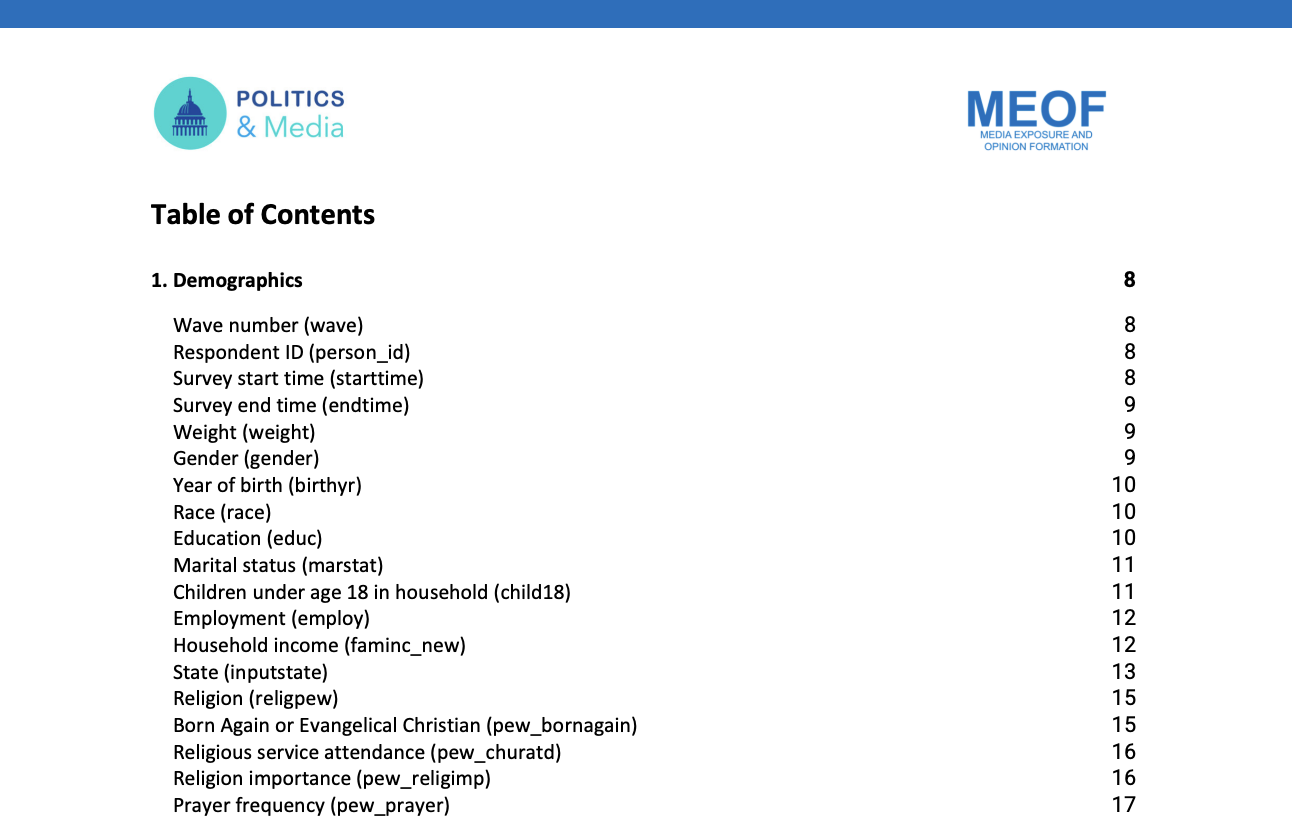 POLITICS
& Media
MEOF
MEDIA EXPOSURE AND
OPINION FORMATION
Table of Contents
1. Demographics 8
Wave number (wave) 8
Respondent ID (person_id) 8
Survey start time (starttime) 8
Survey end time (endtime) 9
Weight (weight) 9
Gender (gender) 9
Year of birth (birthyr) 10
Race (race) 10
Education (educ) 10
Marital status (marstat) 11
Children under age 18 in household (child18) 11
Employment (employ) 12
Household income (faminc_new) 12
State (inputstate) 13
Religion (religpew) 15
Born Again or Evangelical Christian (pew_bornagain) 15
Religious service attendance (pew_churatd) 16
Religion importance (pew_religimp) 16
Prayer frequency (pew_prayer) 17